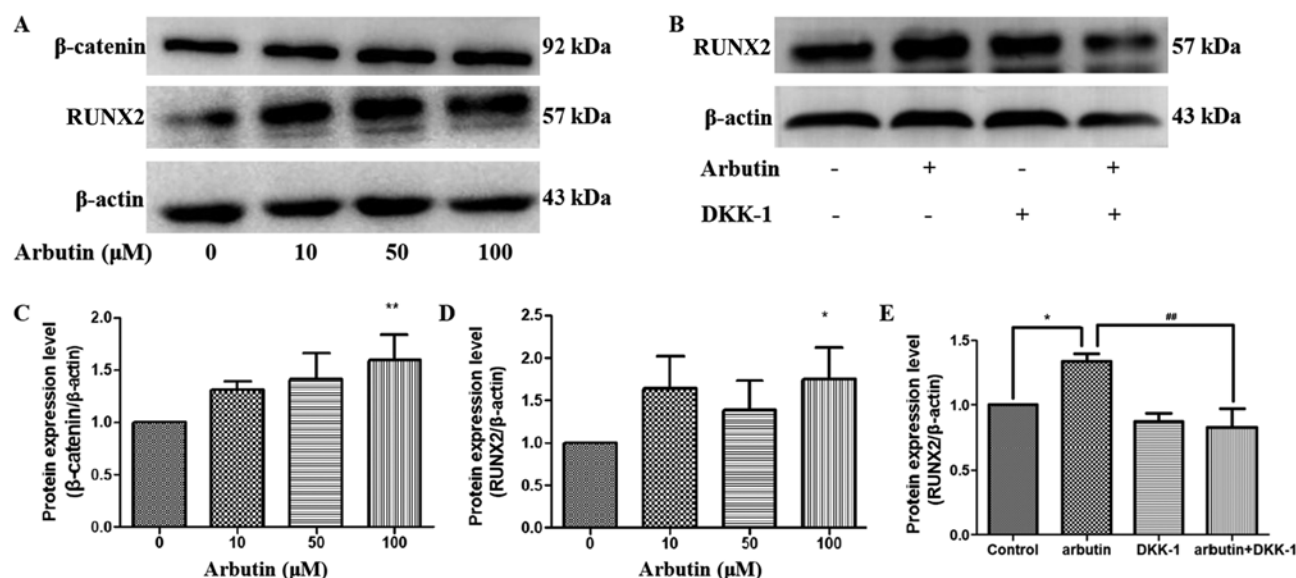 A
β-catenin
92 kDa
RUNX2
57 kDa
β-actin
43 kDa
Arbutin (μM) 0 10 50 100
B
RUNX2
57 kDa
β-actin
43 kDa
Arbutin - + - +
DKK-1 - - + +
C
Protein expression level
(β-catenin/β-actin)
2.0
1.5
1.0
0.5
0.0
**
0 10 50 100
Arbutin (μM)
D
Protein expression level
(RUNX2/β-actin)
2.5
2.0
1.5
1.0
0.5
0.0
*
0 10 50 100
Arbutin (μM)
E
Protein expression level
(RUNX2/β-actin)
1.5
1.0
0.5
0.0
* ##
Control arbutin DKK-1 arbutin+DKK-1